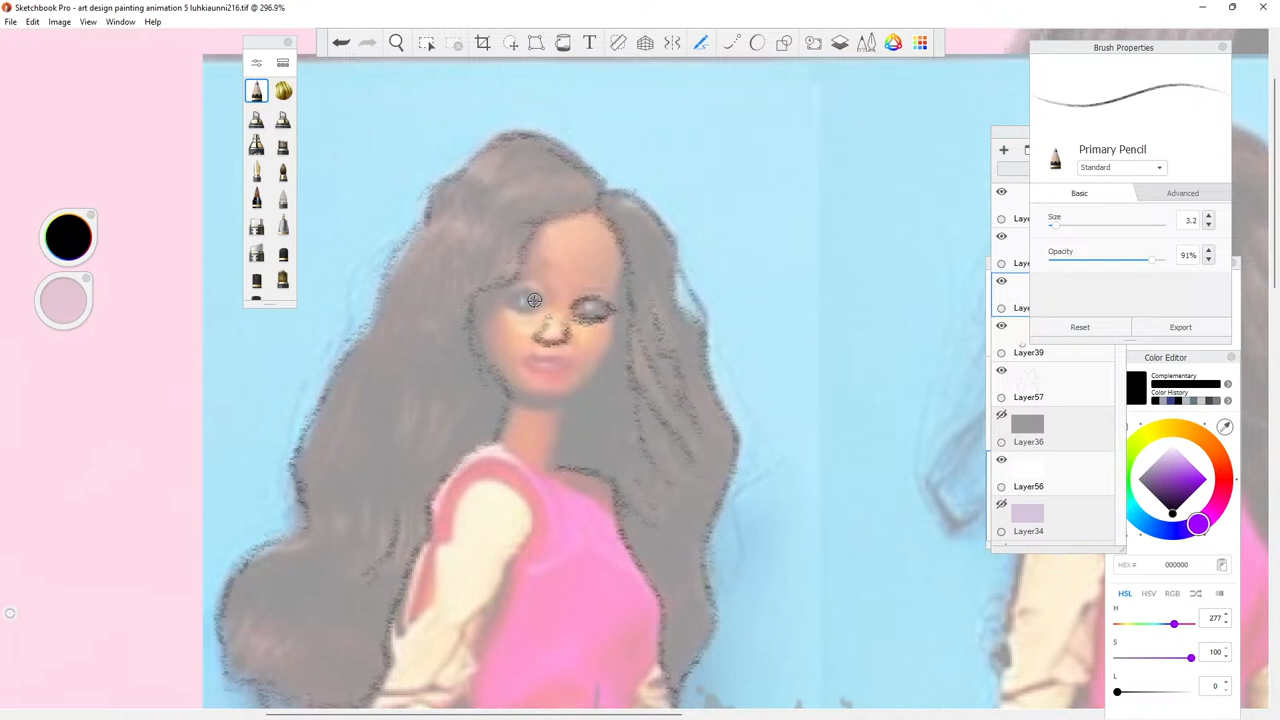 Sketchbook Pro - art design painting animation 5 luhkiaunni216.tif @ 296.9%
File Edit Image View Window Help
Brush Properties
Primary Pencil
Standard
Basic Advanced
Size 3.2
Opacity 91%
Reset Export
Layer39
Layer57
Layer36
Layer56
Layer34
Color Editor
Complementary
Color History
HEX # 000000
HSL HSV RGB
H 277
S 100
L 0